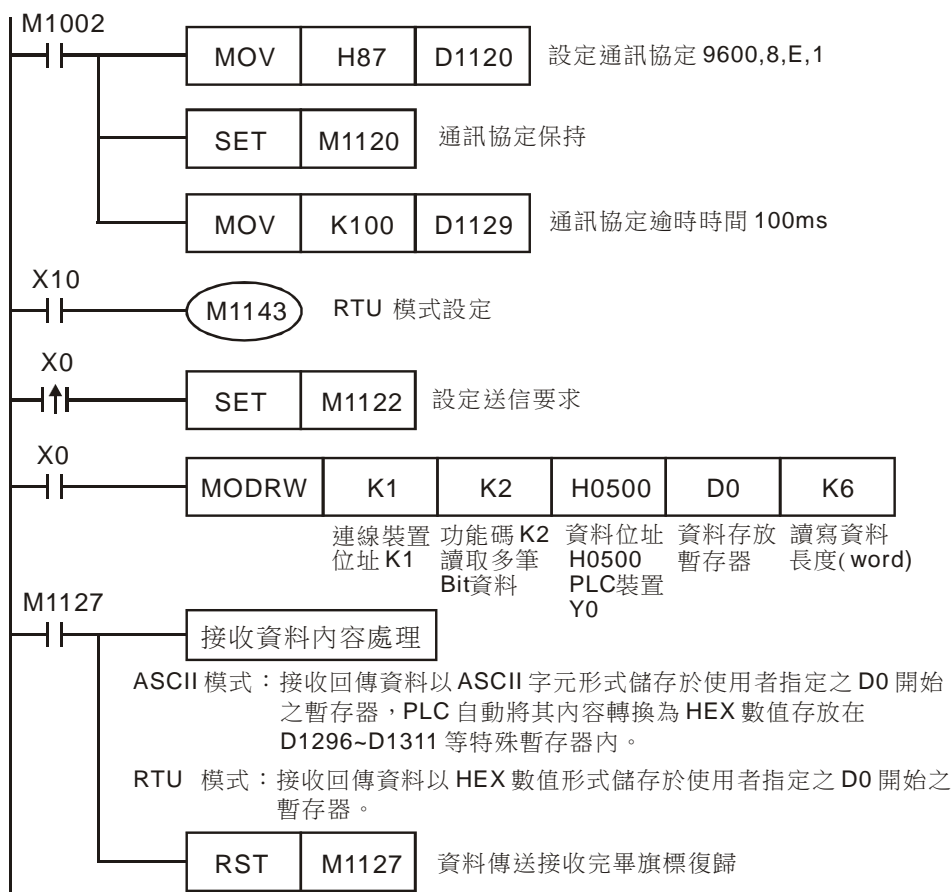 M1002
MOV H87 D1120 設定通訊協定 9600,8,E,1
SET M1120 通訊協定保持
MOV K100 D1129 通訊協定逾時時間 100ms
X10
M1143 RTU 模式設定
X0
SET M1122 設定送信要求
X0
MODRW K1 K2 H0500 D0 K6
連線裝置 功能碼 K2 資料位址 資料存放 讀寫資料
位址 K1 讀取多筆 H0500 暫存器 長度(word)
Bit資料 PLC裝置
Y0
M1127
接收資料內容處理
ASCII 模式：接收回傳資料以 ASCII 字元形式儲存於使用者指定之 D0 開始
之暫存器，PLC 自動將其內容轉換為 HEX 數值存放在
D1296~D1311 等特殊暫存器內。
RTU 模式：接收回傳資料以 HEX 數值形式儲存於使用者指定之 D0 開始之
暫存器。
RST M1127 資料傳送接收完畢旗標復歸